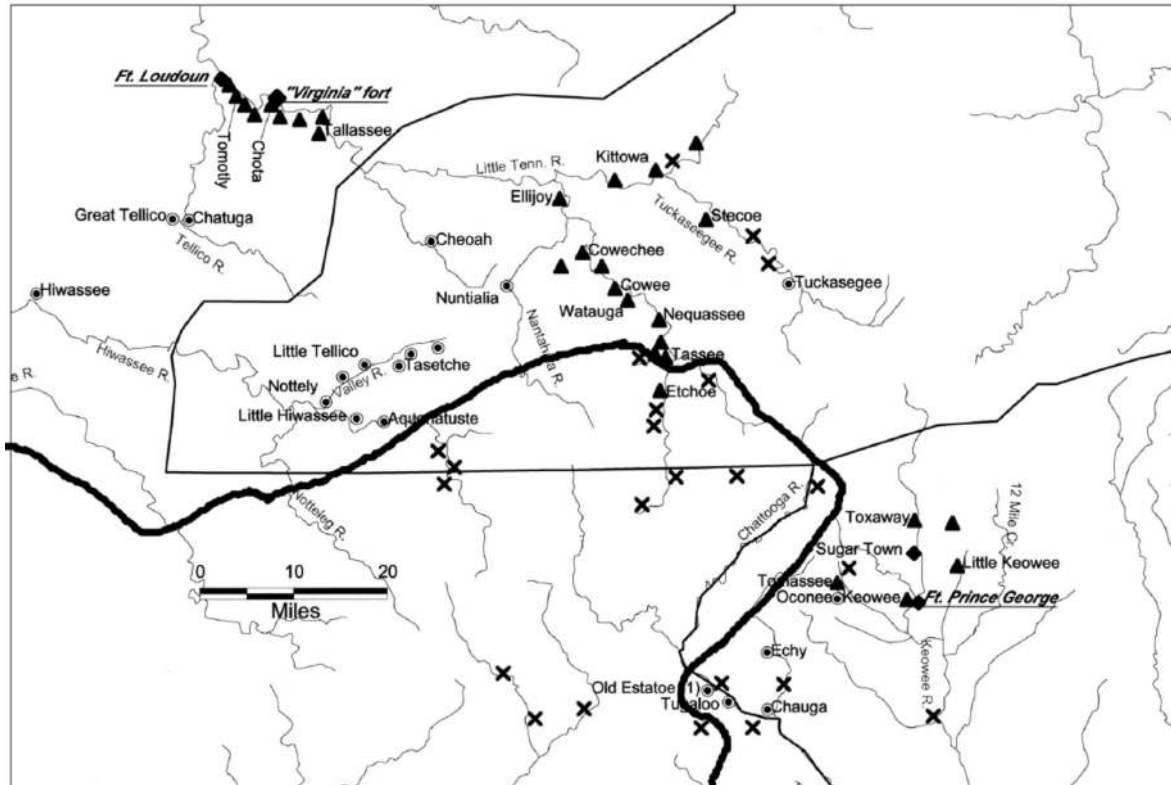 Ft. Loudoun
"Virginia" fort
Tallassee
Tomotly
Chota
Little Tenn. R.
Kittowa
Ellijoy
Stecoe
Tuckaseegee R.
Great Tellico
Chatuga
Tellico R.
Cheoah
Cowechee
Hiwassee
Nuntialia
Cowee
Tuckasegee
Watauga
Nequassee
Nantahala R.
Hiwassee R.
Little Tellico
Tasetche
Tassee
e R.
Valley R.
Nottely
Etchoe
Little Hiwassee
Aquonatuste
Notteleg R.
Chattooga R.
12 Mile Cr.
Toxaway
Sugar Town
Little Keowee
0 10 20
Miles
Tomassee
Oconee
Keowee
Ft. Prince George
Keowee R.
Echy
Old Estatoe (1)
Tugaloo
Chauga